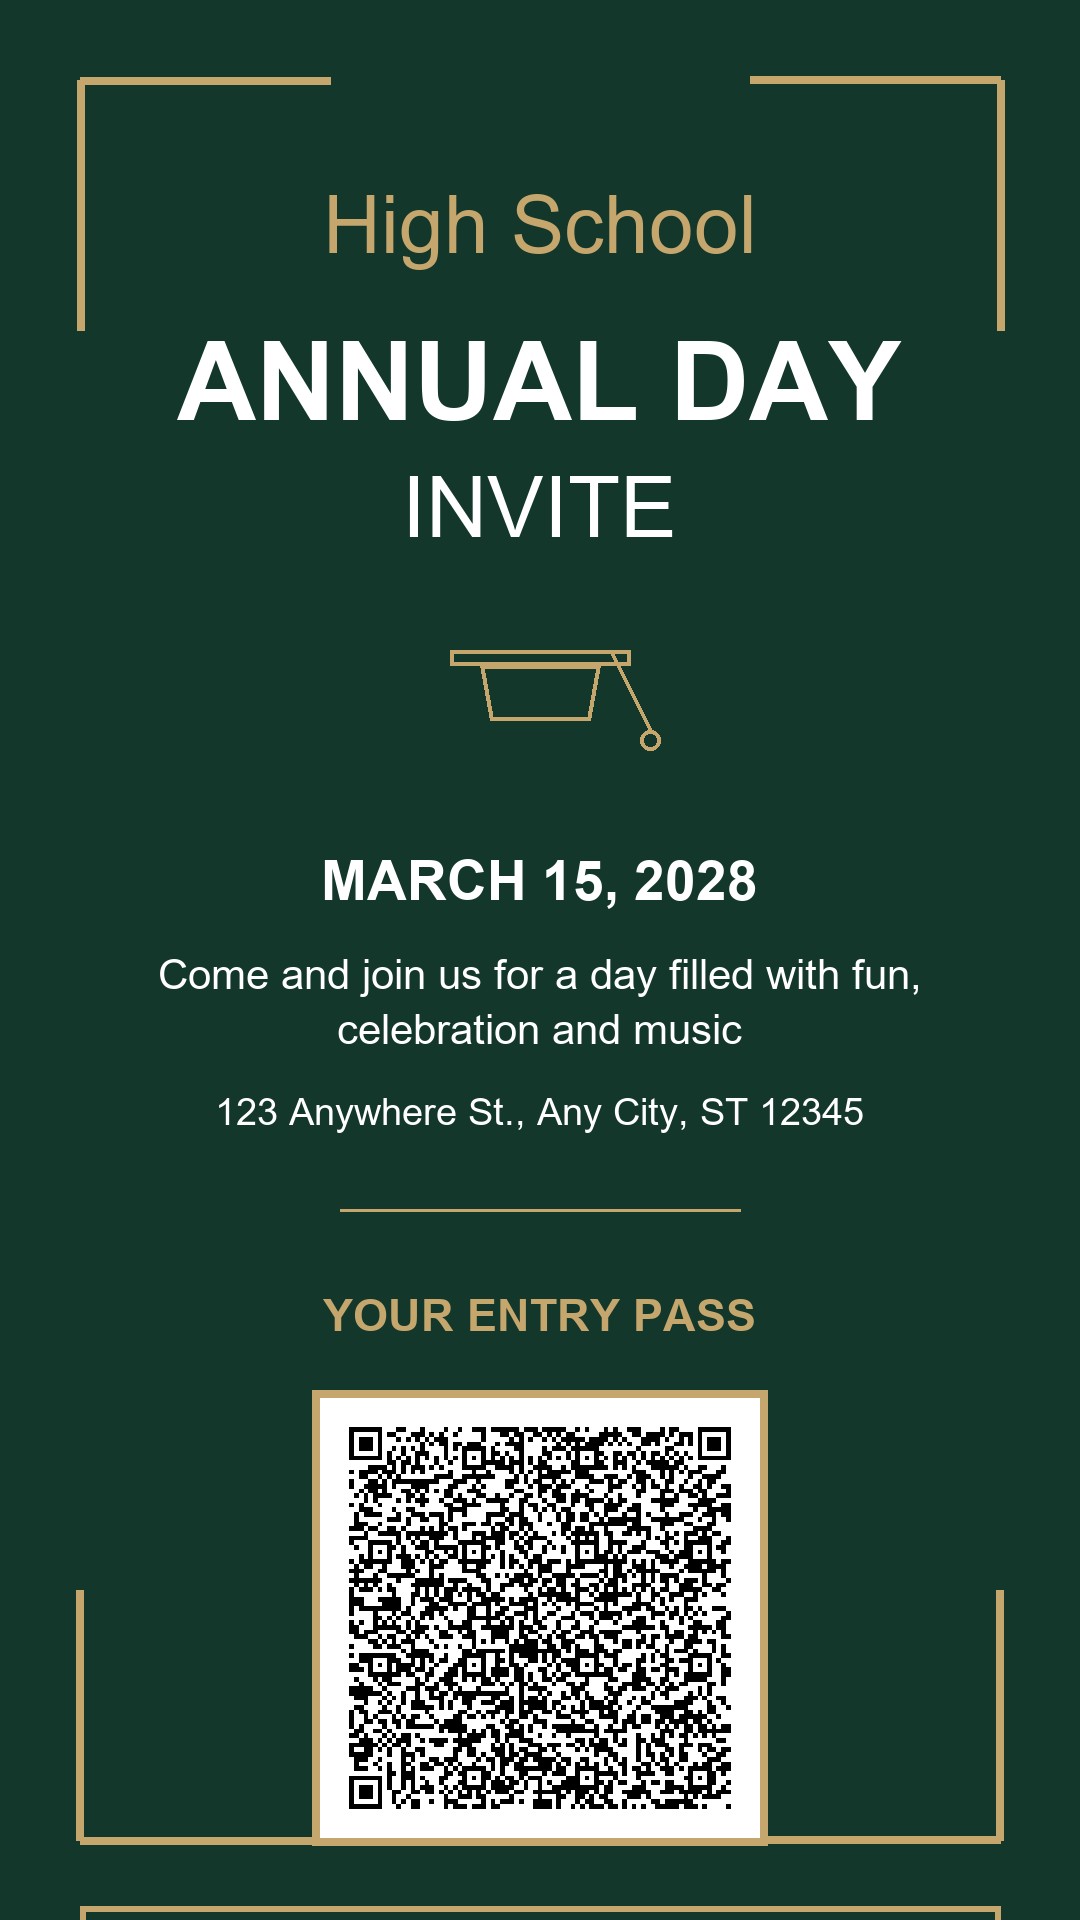 High School
ANNUAL DAY
INVITE
MARCH 15, 2028
Come and join us for a day filled with fun,
celebration and music
123 Anywhere St., Any City, ST 12345
YOUR ENTRY PASS